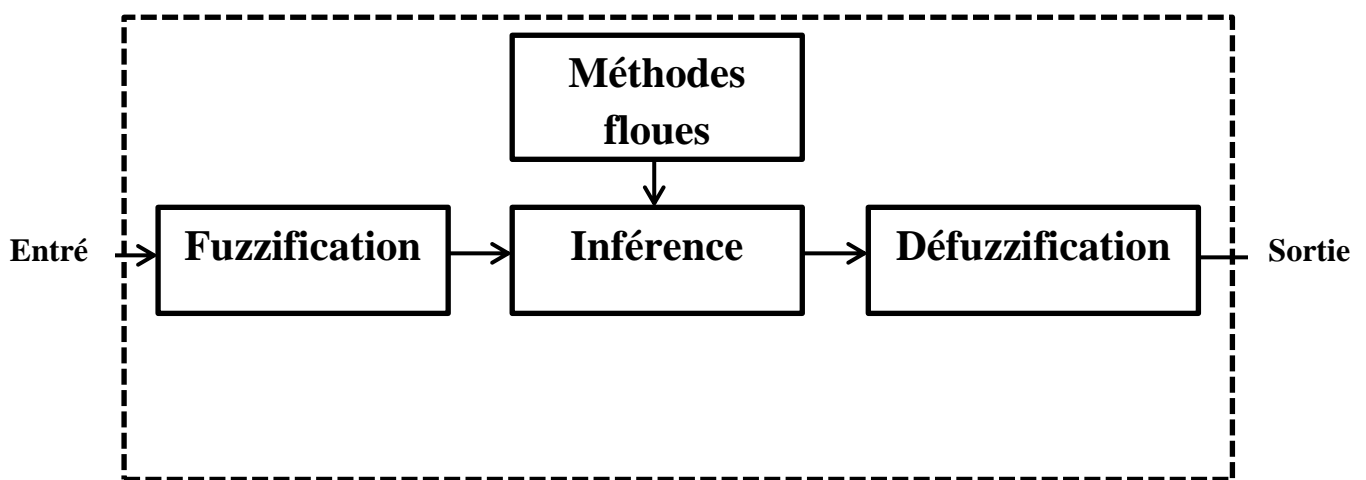 Méthodes
floues
Entré
Fuzzification
Inférence
Défuzzification
Sortie